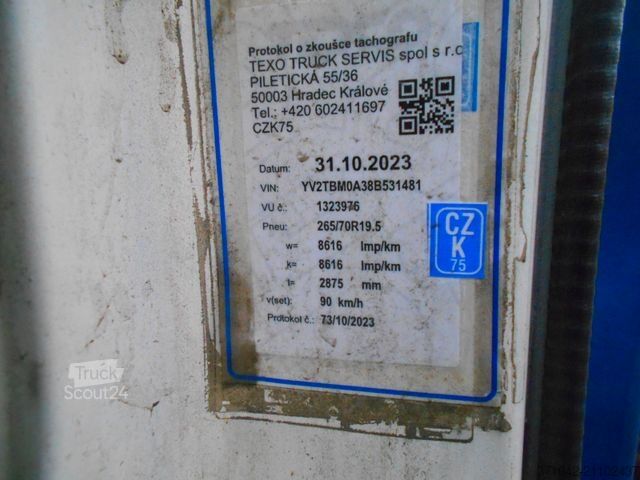 Protokol o zkoušce tachografu
TEXO TRUCK SERVIS spol s r.o
PILETICKÁ 55/36
50003 Hradec Králové
Tel.: +420 602411697
CZK75
Datum: 31.10.2023
VIN: YV2TBM0A38B531481
VU č.: 1323976
Pneu: 265/70R19.5
w= 8616 Imp/km
k= 8616 Imp/km
l= 2875 mm
v(set): 90 km/h
Protokol č.: 73/10/2023
CZ
K
75
Truck
Scout24